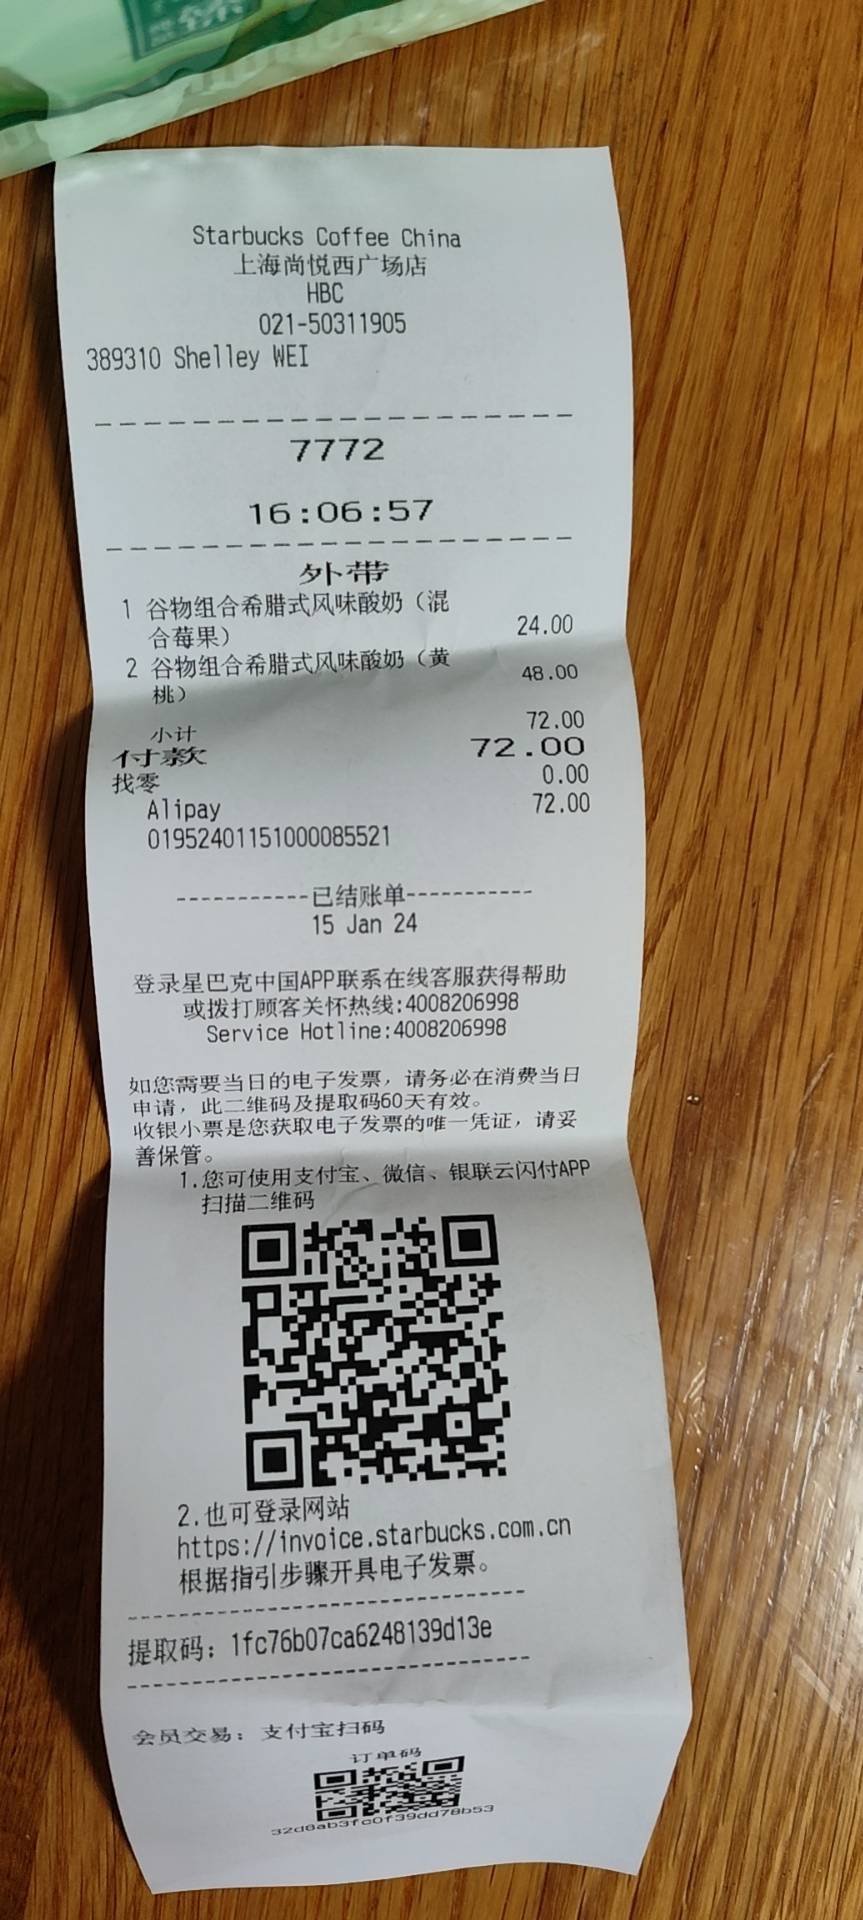 Starbucks Coffee China
上海尚悦西广场店
HBC
021-50311905
389310 Shelley WEI
7772
16:06:57
外带
1 谷物组合希腊式风味酸奶（混
合莓果） 24.00
2 谷物组合希腊式风味酸奶（黄
桃） 48.00
小计 72.00
付款 72.00
找零 0.00
Alipay 72.00
01952401151000085521
-----------已结账单-----------
15 Jan 24
登录星巴克中国APP联系在线客服获得帮助
或拨打顾客关怀热线:4008206998
Service Hotline:4008206998
如您需要当日的电子发票，请务必在消费当日
申请，此二维码及提取码60天有效。
收银小票是您获取电子发票的唯一凭证，请妥
善保管。
1.您可使用支付宝、微信、银联云闪付APP
扫描二维码
2.也可登录网站
https://invoice.starbucks.com.cn
根据指引步骤开具电子发票。
提取码：1fc76b07ca6248139d13e
会员交易：支付宝扫码
订单码
32d8ab3fc0f39dd78b53